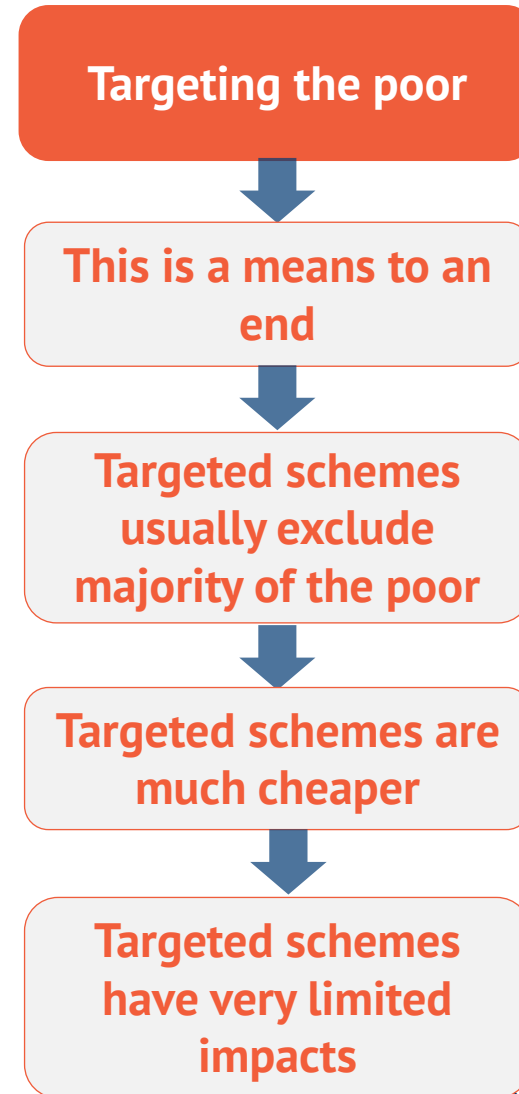 Targeting the poor
This is a means to an
end
Targeted schemes
usually exclude
majority of the poor
Targeted schemes are
much cheaper
Targeted schemes
have very limited
impacts